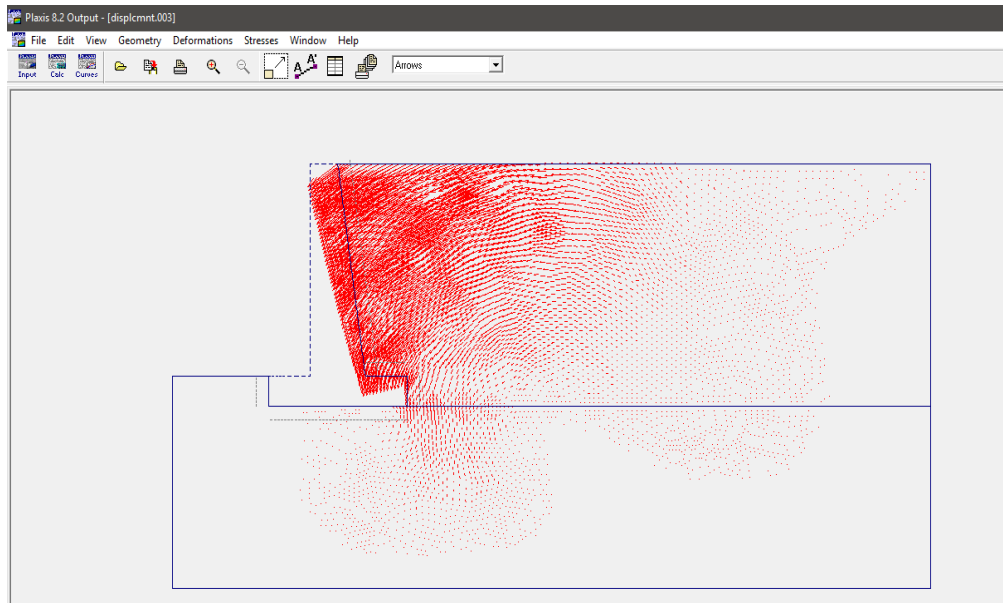 Plaxis 8.2 Output - [displcmnt.003]
File Edit View Geometry Deformations Stresses Window Help
Input Calc Curves A A* Arrows